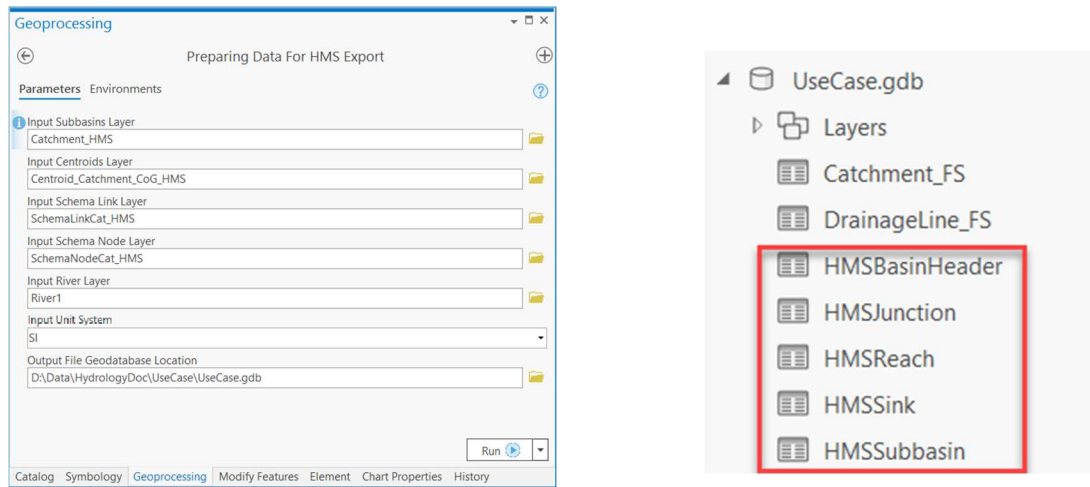 Geoprocessing
Preparing Data For HMS Export
Parameters Environments
Input Subbasins Layer
Catchment_HMS
Input Centroids Layer
Centroid_Catchment_CoG_HMS
Input Schema Link Layer
SchemaLinkCat_HMS
Input Schema Node Layer
SchemaNodeCat_HMS
Input River Layer
River1
Input Unit System
SI
Output File Geodatabase Location
D:\Data\HydrologyDoc\UseCase\UseCase.gdb
Run
Catalog Symbology Geoprocessing Modify Features Element Chart Properties History
UseCase.gdb
Layers
Catchment_FS
DrainageLine_FS
HMSBasinHeader
HMSJunction
HMSReach
HMSSink
HMSSubbasin